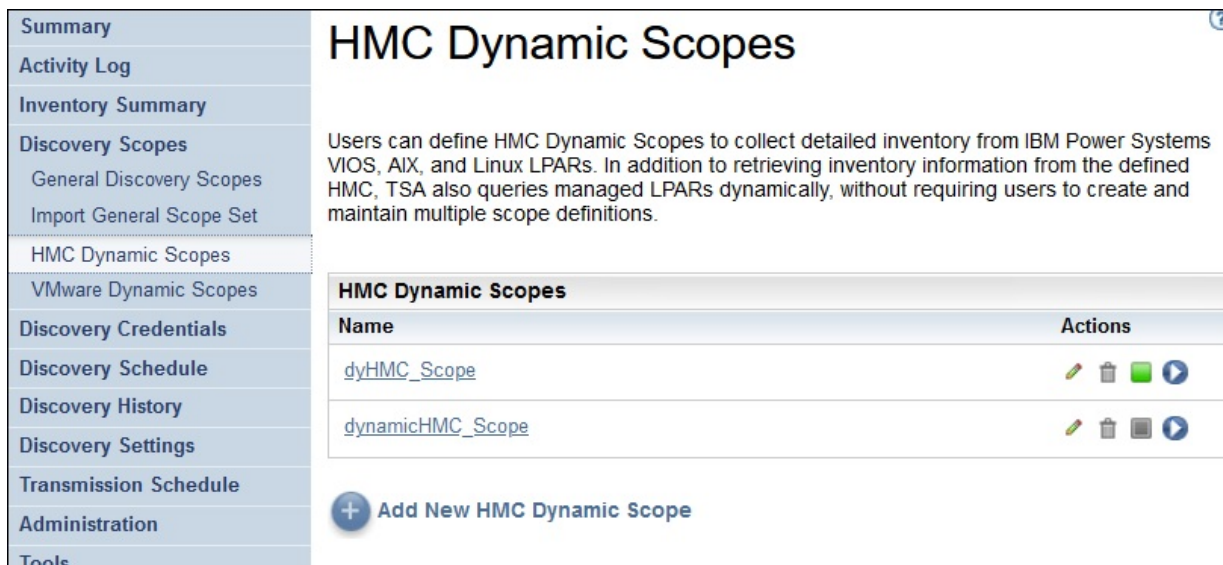 Summary
Activity Log
Inventory Summary
Discovery Scopes
General Discovery Scopes
Import General Scope Set
HMC Dynamic Scopes
VMware Dynamic Scopes
Discovery Credentials
Discovery Schedule
Discovery History
Discovery Settings
Transmission Schedule
Administration
Tools
HMC Dynamic Scopes
?
Users can define HMC Dynamic Scopes to collect detailed inventory from IBM Power Systems
VIOS, AIX, and Linux LPARs. In addition to retrieving inventory information from the defined
HMC, TSA also queries managed LPARs dynamically, without requiring users to create and
maintain multiple scope definitions.
HMC Dynamic Scopes
Name Actions
dyHMC_Scope
dynamicHMC_Scope
Add New HMC Dynamic Scope